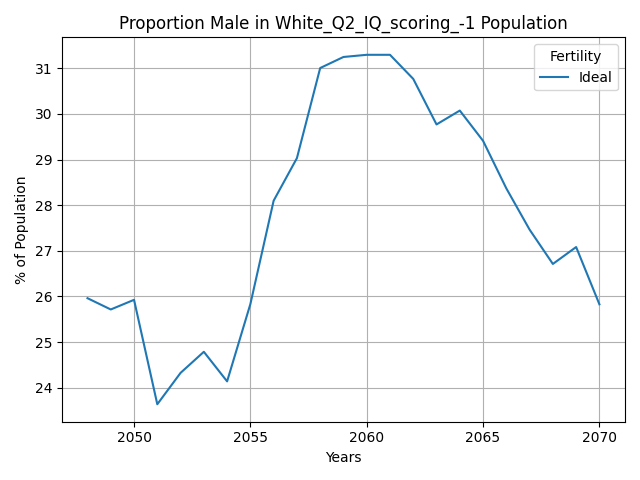 Proportion Male in White_Q2_IQ_scoring_-1 Population
Fertility
Ideal
% of Population
31
30
29
28
27
26
25
24
2050
2055
2060
2065
2070
Years